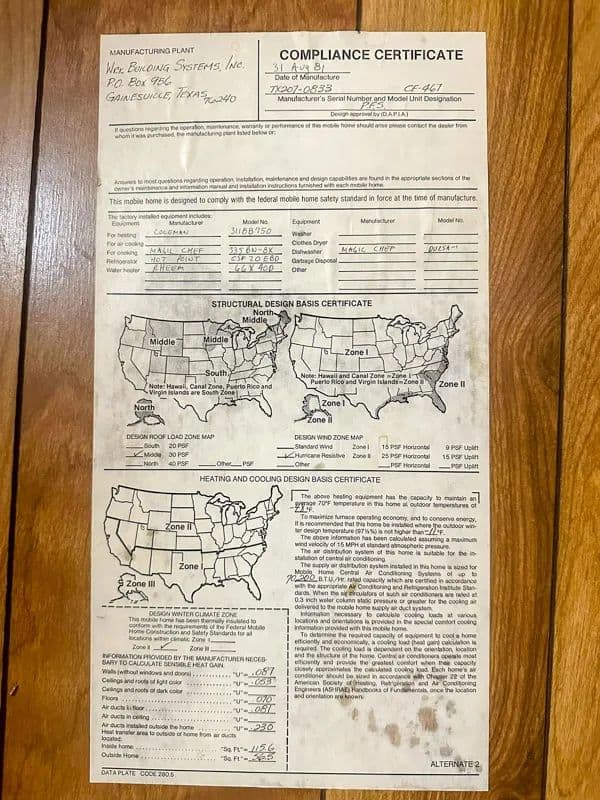 MANUFACTURING PLANT
Wick Building Systems, Inc.
P.O. Box 956
Gainesville, Texas 76240
COMPLIANCE CERTIFICATE
31 Aug 81
Date of Manufacture
TX207-0833 CF-467
Manufacturer's Serial Number and Model Unit Designation
P.F.S.
Design approval by (D.A.P.I.A.)
If questions regarding the operation, maintenance, warranty or performance of this mobile home should arise please contact the dealer from
whom it was purchased, the manufacturing plant listed below or:
Answers to most questions regarding operation, installation, maintenance and design capabilities are found in the appropriate sections of the
owner's maintenance and information manual and installation instructions furnished with each mobile home.
This mobile home is designed to comply with the federal mobile home safety standard in force at the time of manufacture.
The factory installed equipment includes:
Equipment Manufacturer Model No. Equipment Manufacturer Model No.
For heating COLEMAN 3118B750 Washer
For air cooling Clothes Dryer
For cooking MAGIC CHEF Dishwasher MAGIC CHEF
Refrigerator HOT POINT Garbage Disposal
Water heater RHEEM Other
STRUCTURAL DESIGN BASIS CERTIFICATE
North
Middle
Middle
Middle
South
Note: Hawaii, Canal Zone, Puerto Rico and
Virgin Islands are South Zone
North
Zone I
Note: Hawaii and Canal Zone = Zone I
Puerto Rico and Virgin Islands = Zone II
Zone II
Zone I
Zone II
DESIGN ROOF LOAD ZONE MAP
South 20 PSF
Middle 30 PSF
North 40 PSF Other PSF
DESIGN WIND ZONE MAP
Standard Wind Zone I 15 PSF Horizontal 9 PSF Uplift
Hurricane Resistive Zone II 25 PSF Horizontal 15 PSF Uplift
Other PSF Horizontal PSF Uplift
HEATING AND COOLING DESIGN BASIS CERTIFICATE
Zone II
Zone I
Zone III
DESIGN WINTER CLIMATE ZONE
This mobile home has been thermally insulated to
conform with the requirements of the Federal Mobile
Home Construction and Safety Standards for all
locations within climatic Zone I
Zone II Zone III
INFORMATION PROVIDED BY THE MANUFACTURER NECES-
SARY TO CALCULATE SENSIBLE HEAT GAIN.
Walls (without windows and doors) "U"= .087
Ceilings and roofs of light color "U"= .053
Ceilings and roofs of dark color "U"=
Floors "U"= .070
Air ducts in floor "U"= .081
Air ducts in ceiling "U"=
Air ducts installed outside the home "U"= .230
Heat transfer area to outside of home from air ducts
located:
Inside home "Sq. Ft."= 115.6
Outside Home "Sq. Ft."= 26.5
The above heating equipment has the capacity to maintain an
average 70°F temperature in this home at outdoor temperatures of
°F.
To maximize furnace operating economy, and to conserve energy,
it is recommended that this home be installed where the outdoor win-
ter design temperature (97½%) is not higher than °F.
The above information has been calculated assuming a maximum
wind velocity of 15 MPH at standard atmospheric pressure.
The air distribution system of this home is suitable for the in-
stallation of central air conditioning.
The supply air distribution system installed in this home is sized for
Mobile Home Central Air Conditioning Systems of up to
B.T.U./Hr. rated capacity which are certified in accordance
with the appropriate Air Conditioning and Refrigeration Institute Stan-
dards. When the air circulators of such air conditioners are rated at
0.3 inch water column static pressure or greater for the cooling air
delivered to the mobile home supply air duct system.
Information necessary to calculate cooling loads at various
locations and orientations is provided in the special comfort cooling
information provided with this mobile home.
To determine the required capacity of equipment to cool a home
efficiently and economically, a cooling load (heat gain) calculation is
required. The cooling load is dependent on the orientation, location
and the structure of the home. Central air conditioners operate most
efficiently and provide the greatest comfort when their capacity
closely approximates the calculated cooling load. Each home's air
conditioner should be sized in accordance with Chapter 22 of the
American Society of Heating, Refrigeration and Air Conditioning
Engineers (ASHRAE) Handbooks of Fundamentals, once the location
and orientation are known.
ALTERNATE 2
DATA PLATE CODE 280.5